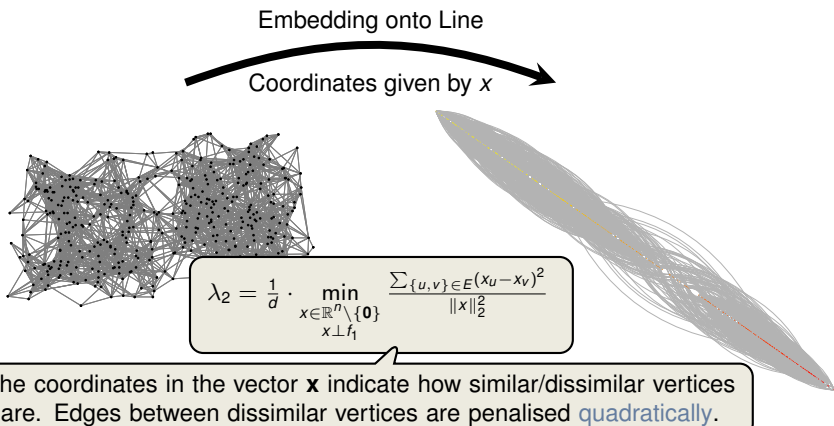 Embedding onto Line
Coordinates given by x
λ₂ = 1/d · min_{x∈ℝⁿ\{0}, x⊥f₁} ∑_{{u,v}∈E}(x_u−x_v)² / ‖x‖₂²
he coordinates in the vector x indicate how similar/dissimilar vertices
are. Edges between dissimilar vertices are penalised quadratically.